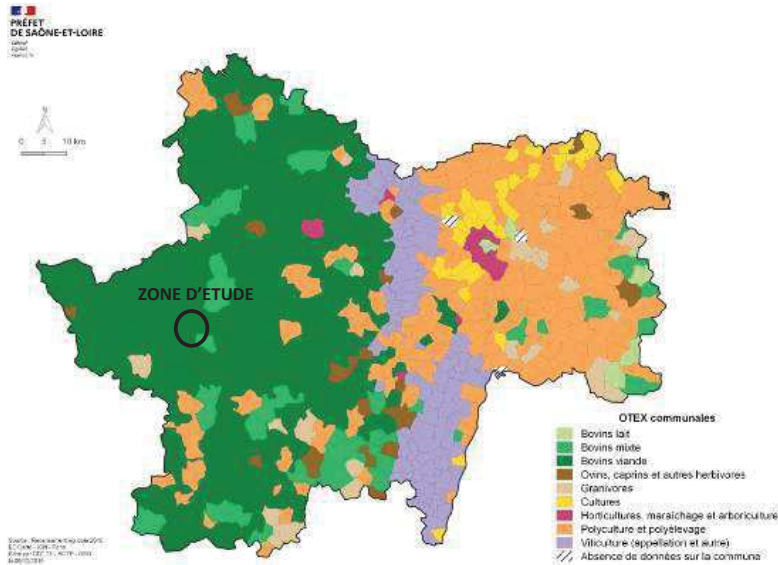 PRÉFET
DE SAÔNE-ET-LOIRE
N
0 5 10 km
ZONE D'ETUDE
OTEX communales
Bovins lait
Bovins mixte
Bovins viande
Ovins, caprins et autres herbivores
Granivores
Cultures
Horticultures, maraîchage et arboriculture
Polyculture et polyélevage
Viticulture (appellation et autre)
Absence de données sur la commune